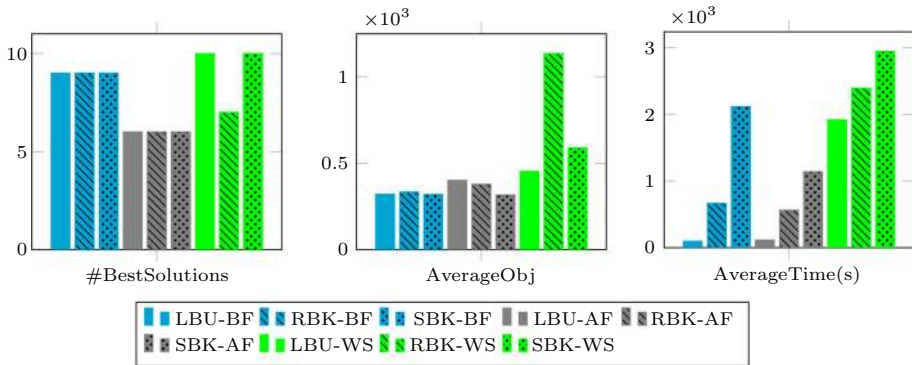 ×10³
×10³
10
5
0
1
0.5
0
3
2
1
0
#BestSolutions
AverageObj
AverageTime(s)
LBU-BF RBK-BF SBK-BF LBU-AF RBK-AF
SBK-AF LBU-WS RBK-WS SBK-WS